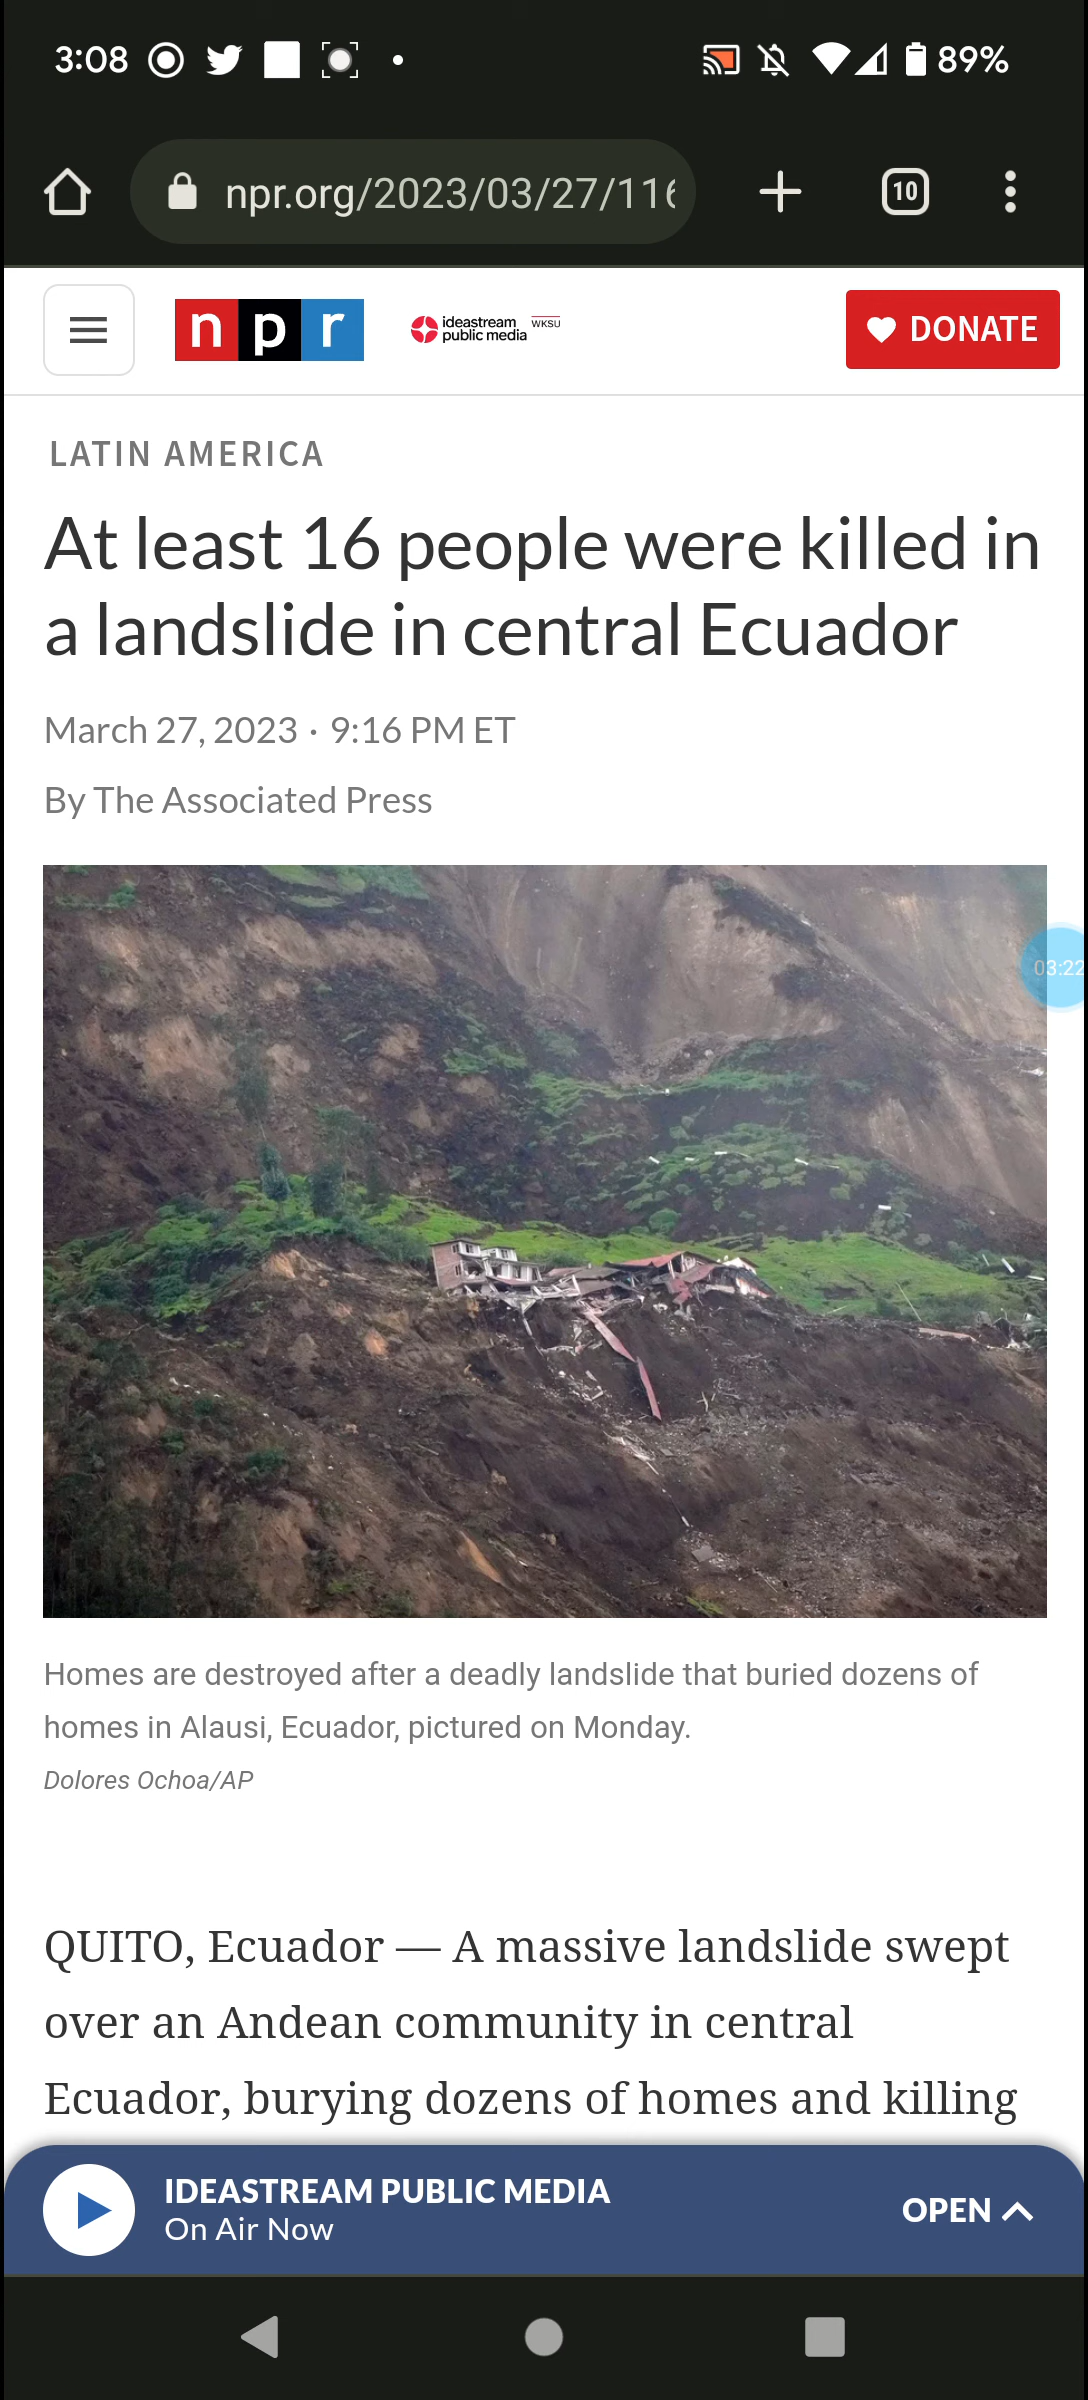 3:08
89%
npr.org/2023/03/27/116
10
npr
ideastream
public media
WKSU
DONATE
LATIN AMERICA
At least 16 people were killed in
a landslide in central Ecuador
March 27, 2023 · 9:16 PM ET
By The Associated Press
03:22
Homes are destroyed after a deadly landslide that buried dozens of
homes in Alausi, Ecuador, pictured on Monday.
Dolores Ochoa/AP
QUITO, Ecuador — A massive landslide swept
over an Andean community in central
Ecuador, burying dozens of homes and killing
IDEASTREAM PUBLIC MEDIA
On Air Now
OPEN